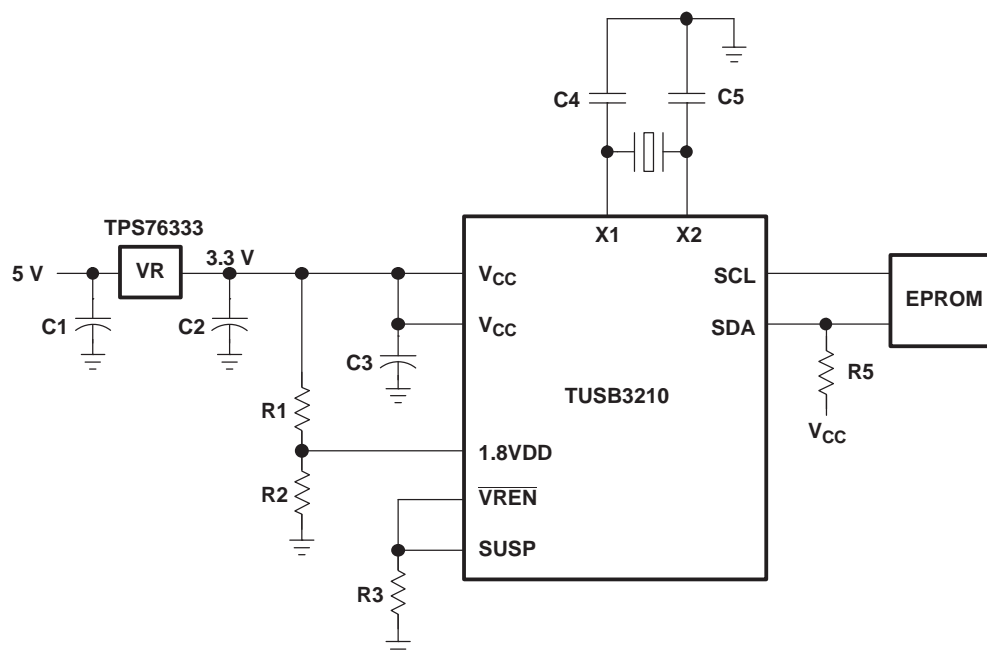 C4
C5
TPS76333
X1
X2
5 V
VR
3.3 V
VCC
SCL
EPROM
C1
C2
VCC
SDA
C3
R5
TUSB3210
R1
VCC
1.8VDD
R2
VREN
SUSP
R3